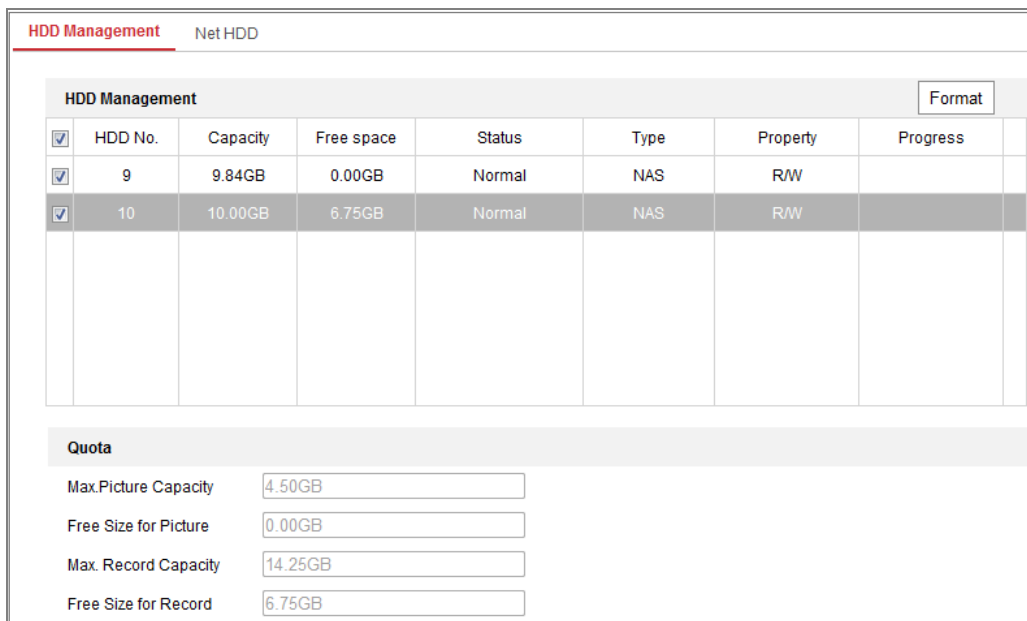 HDD Management Net HDD
HDD Management Format
HDD No. Capacity Free space Status Type Property Progress
9 9.84GB 0.00GB Normal NAS R/W
10 10.00GB 6.75GB Normal NAS R/W
Quota
Max.Picture Capacity 4.50GB
Free Size for Picture 0.00GB
Max. Record Capacity 14.25GB
Free Size for Record 6.75GB